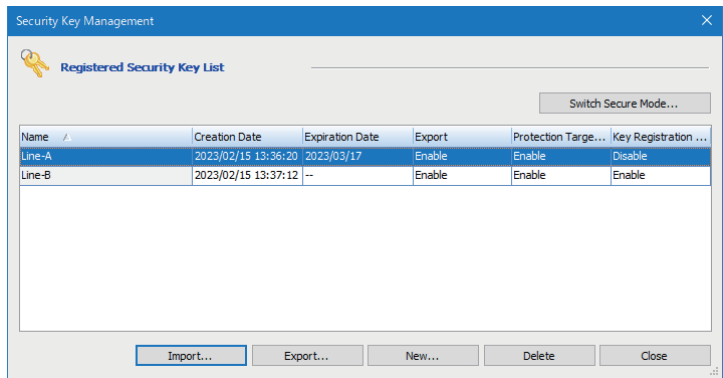 Security Key Management
Registered Security Key List
Switch Secure Mode...
Name Creation Date Expiration Date Export Protection Targe... Key Registration ...
Line-A 2023/02/15 13:36:20 2023/03/17 Enable Enable Disable
Line-B 2023/02/15 13:37:12 -- Enable Enable Enable
Import... Export... New... Delete Close